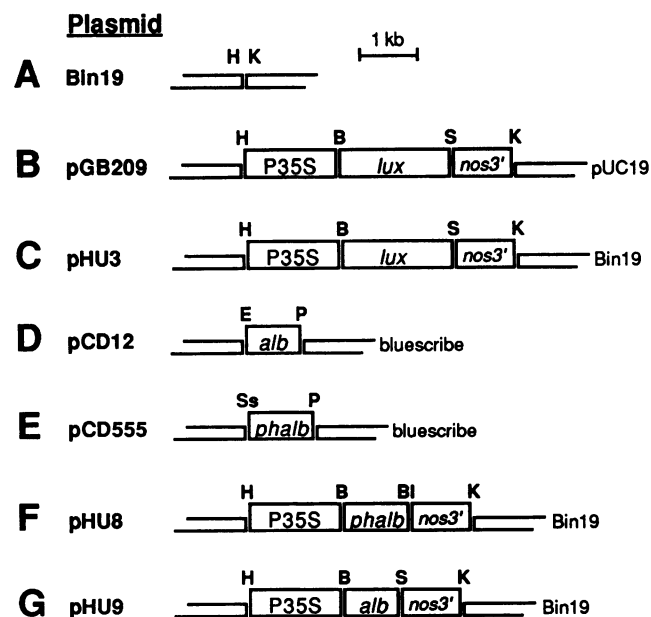 Plasmid
1 kb
H K
A Bin19
H B S K
B pGB209 P35S lux nos3' pUC19
H B S K
C pHU3 P35S lux nos3' Bin19
E P
D pCD12 alb bluescribe
Ss P
E pCD555 phalb bluescribe
H B Bl K
F pHU8 P35S phalb nos3' Bin19
H B S K
G pHU9 P35S alb nos3' Bin19